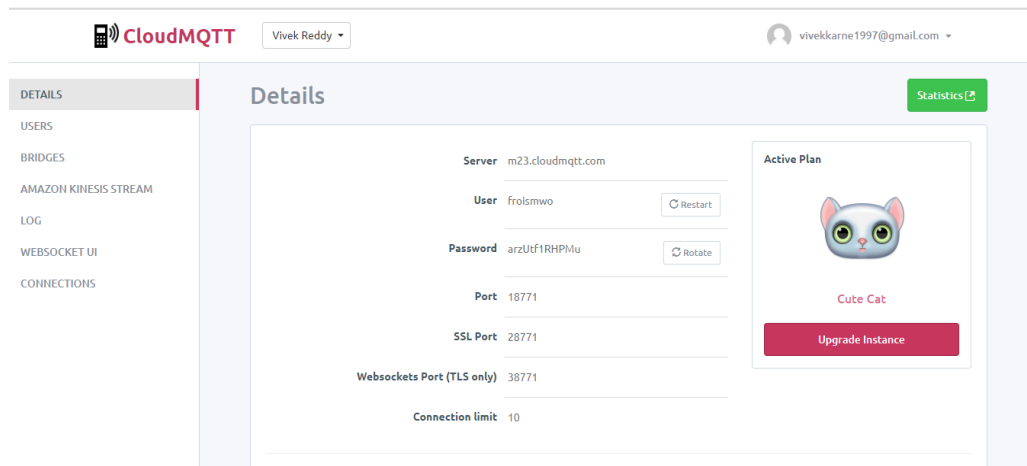 CloudMQTT
Vivek Reddy
vivekkarne1997@gmail.com
DETAILS
USERS
BRIDGES
AMAZON KINESIS STREAM
LOG
WEBSOCKET UI
CONNECTIONS
Details
Statistics
Server m23.cloudmqtt.com
User froismwo Restart
Password arzUtf1RHPMu Rotate
Port 18771
SSL Port 28771
Websockets Port (TLS only) 38771
Connection limit 10
Active Plan
Cute Cat
Upgrade Instance